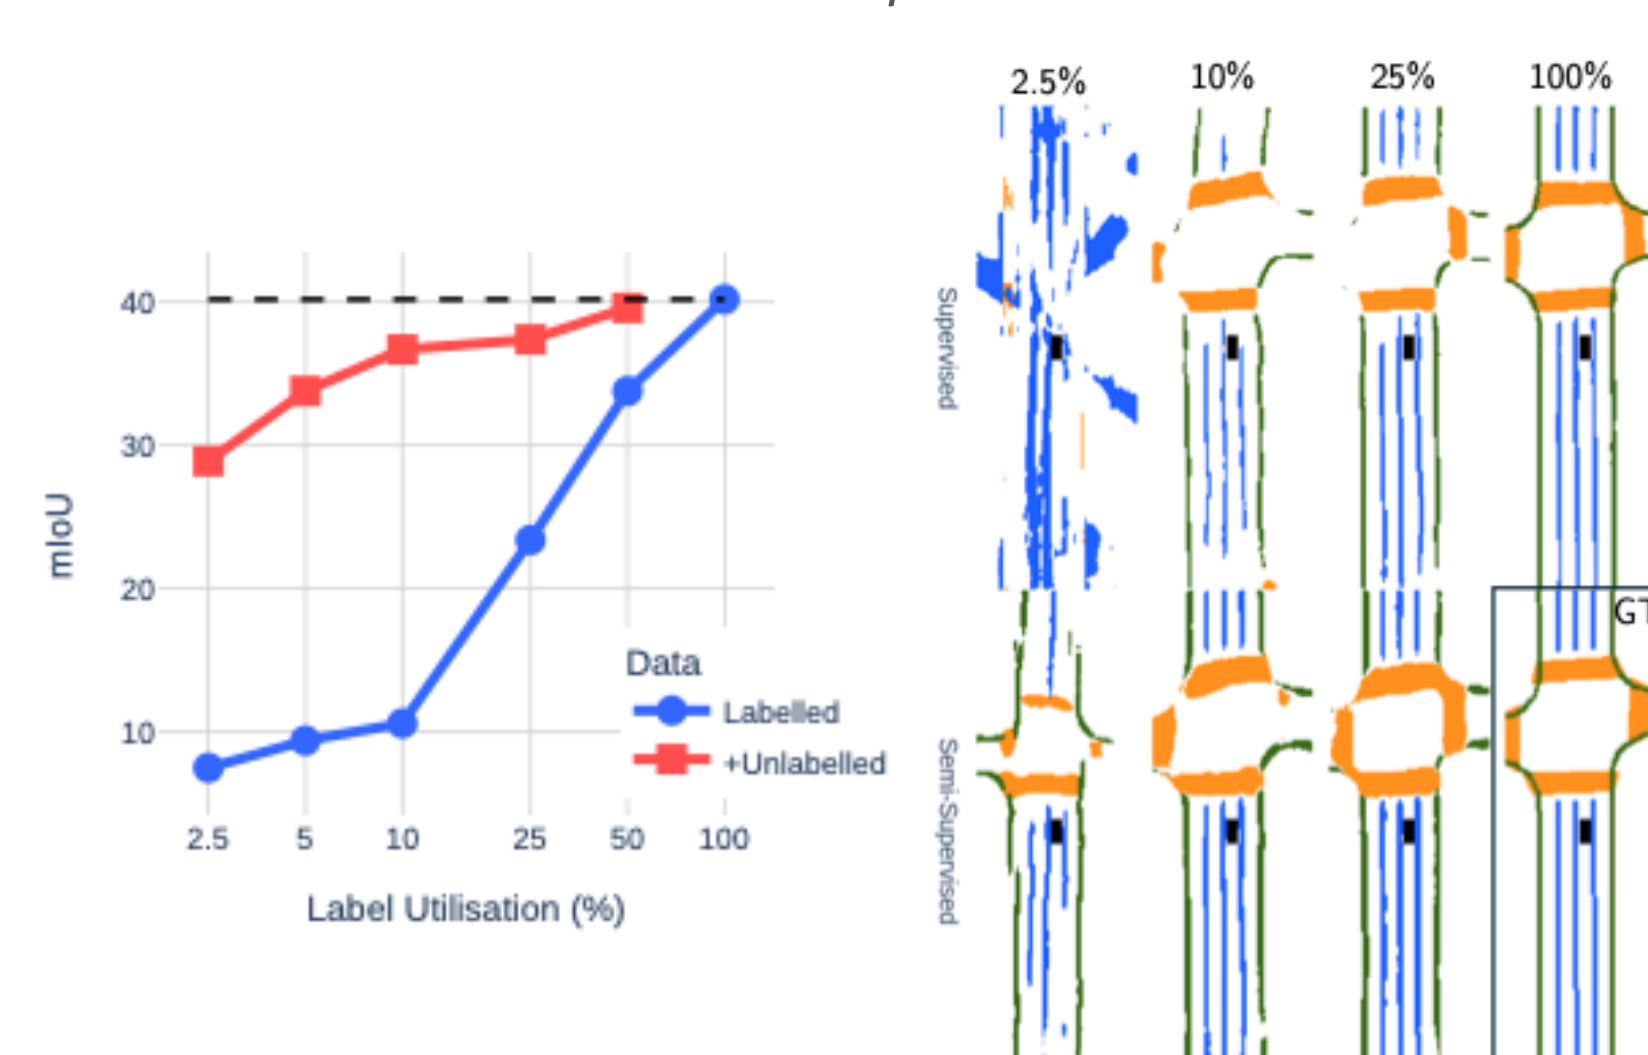 40
30
20
10
mIoU
2.5
5
10
25
50
100
Label Utilisation (%)
Data
Labelled
+Unlabelled
2.5%
10%
25%
100%
Supervised
Semi-Supervised
GT